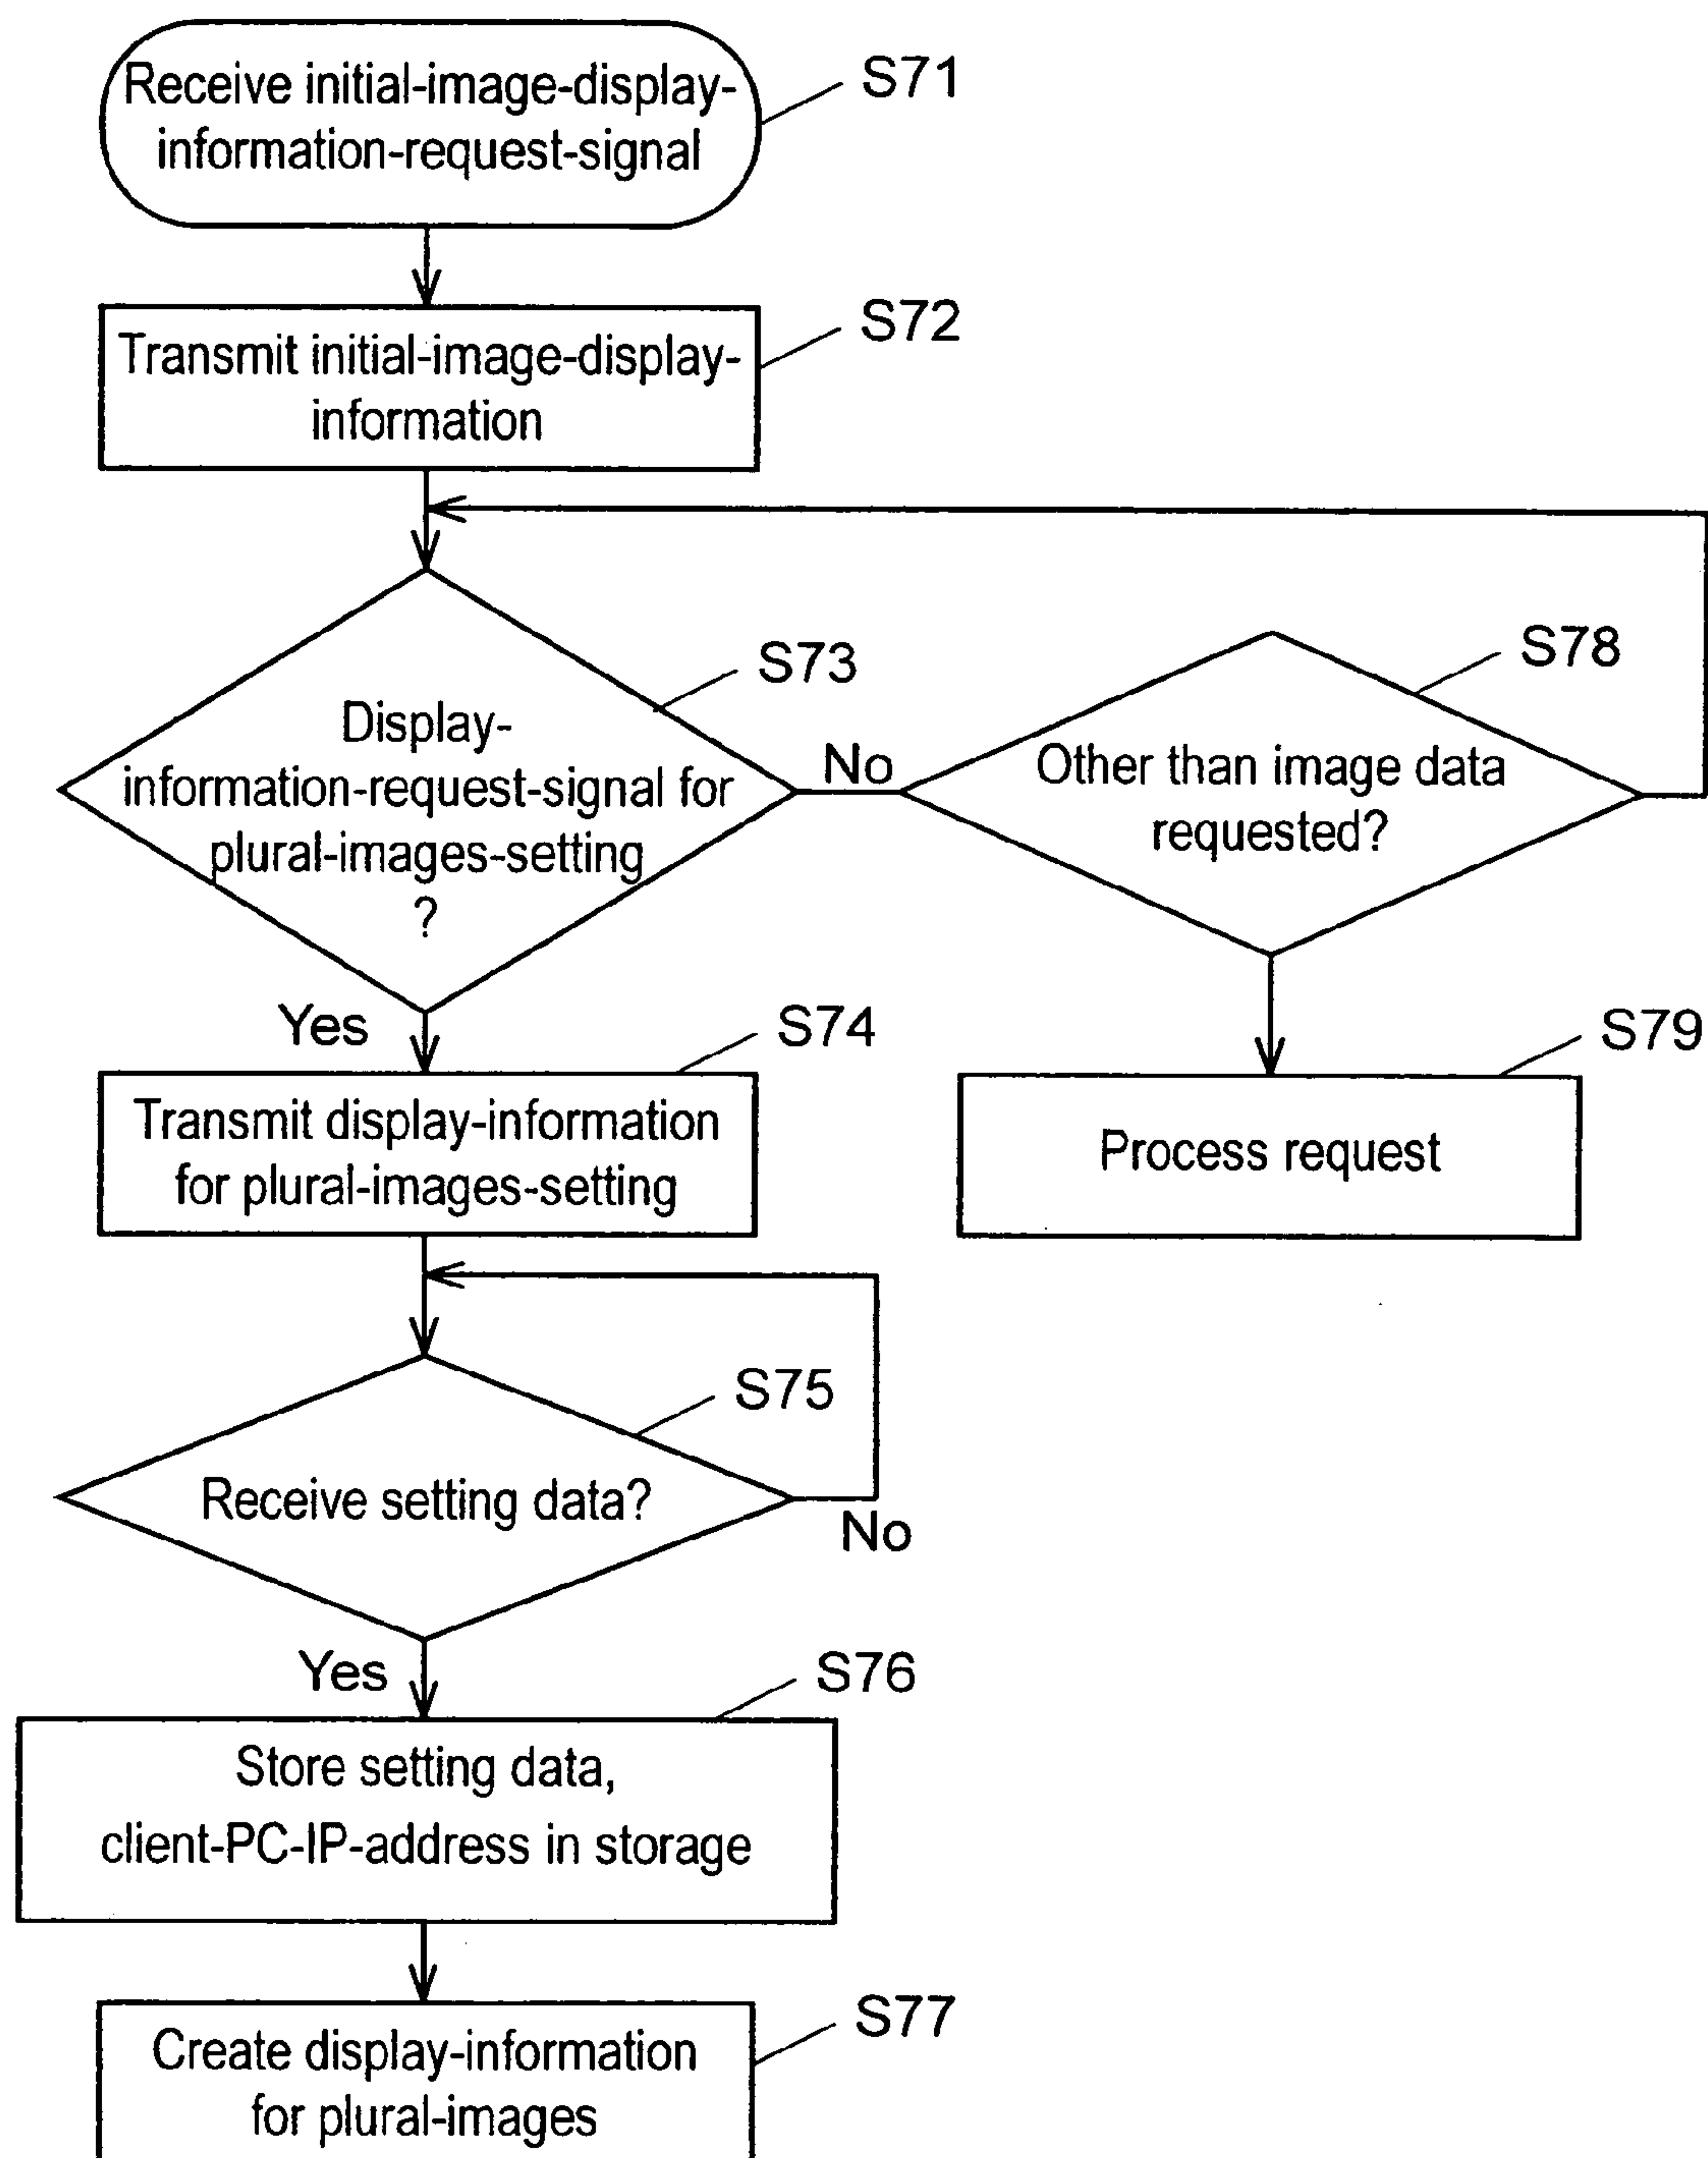 Receive initial-image-display-
information-request-signal
S71
Transmit initial-image-display-
information
S72
Display-
information-request-signal for
plural-images-setting
?
S73
No
Other than image data
requested?
S78
Yes
Transmit display-information
for plural-images-setting
S74
Process request
S79
Receive setting data?
S75
No
Yes
Store setting data,
client-PC-IP-address in storage
S76
Create display-information
for plural-images
S77